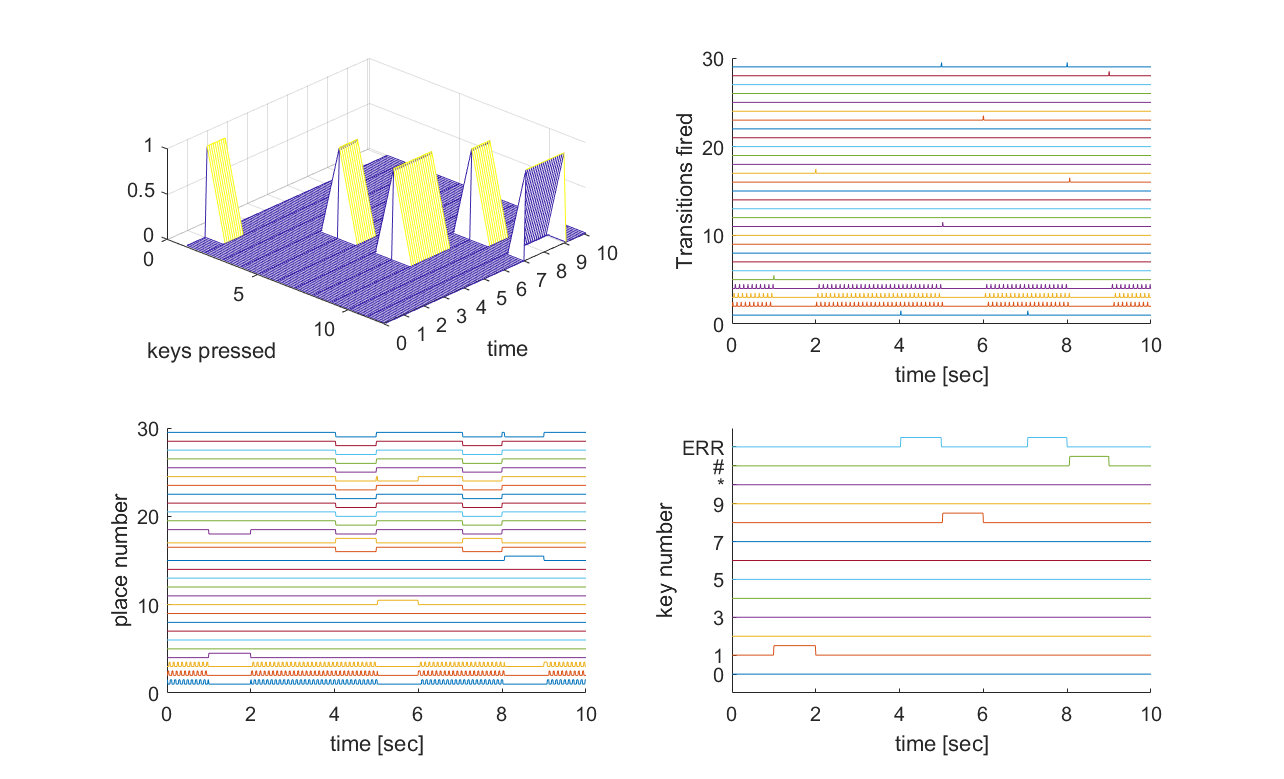 1
0.5
0
0
5
10
keys pressed
0 1 2 3 4 5 6 7 8 9 10
time
30
20
10
0
Transitions fired
0 2 4 6 8 10
time [sec]
30
20
10
0
place number
0 2 4 6 8 10
time [sec]
ERR
#
*
9
7
5
3
1
0
key number
0 2 4 6 8 10
time [sec]